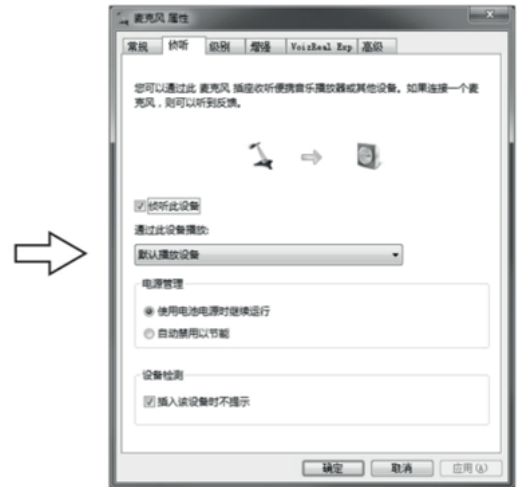 麦克风 属性
常规 侦听 级别 增强 VoizReal Exp 高级
您可以通过此 麦克风 插座收听便携音乐播放器或其他设备。如果连接一个麦
克风，则可以听到反馈。
侦听此设备
通过此设备播放:
默认播放设备
电源管理
使用电池电源时继续运行
自动禁用以节能
设备检测
插入该设备时不提示
确定 取消 应用(A)